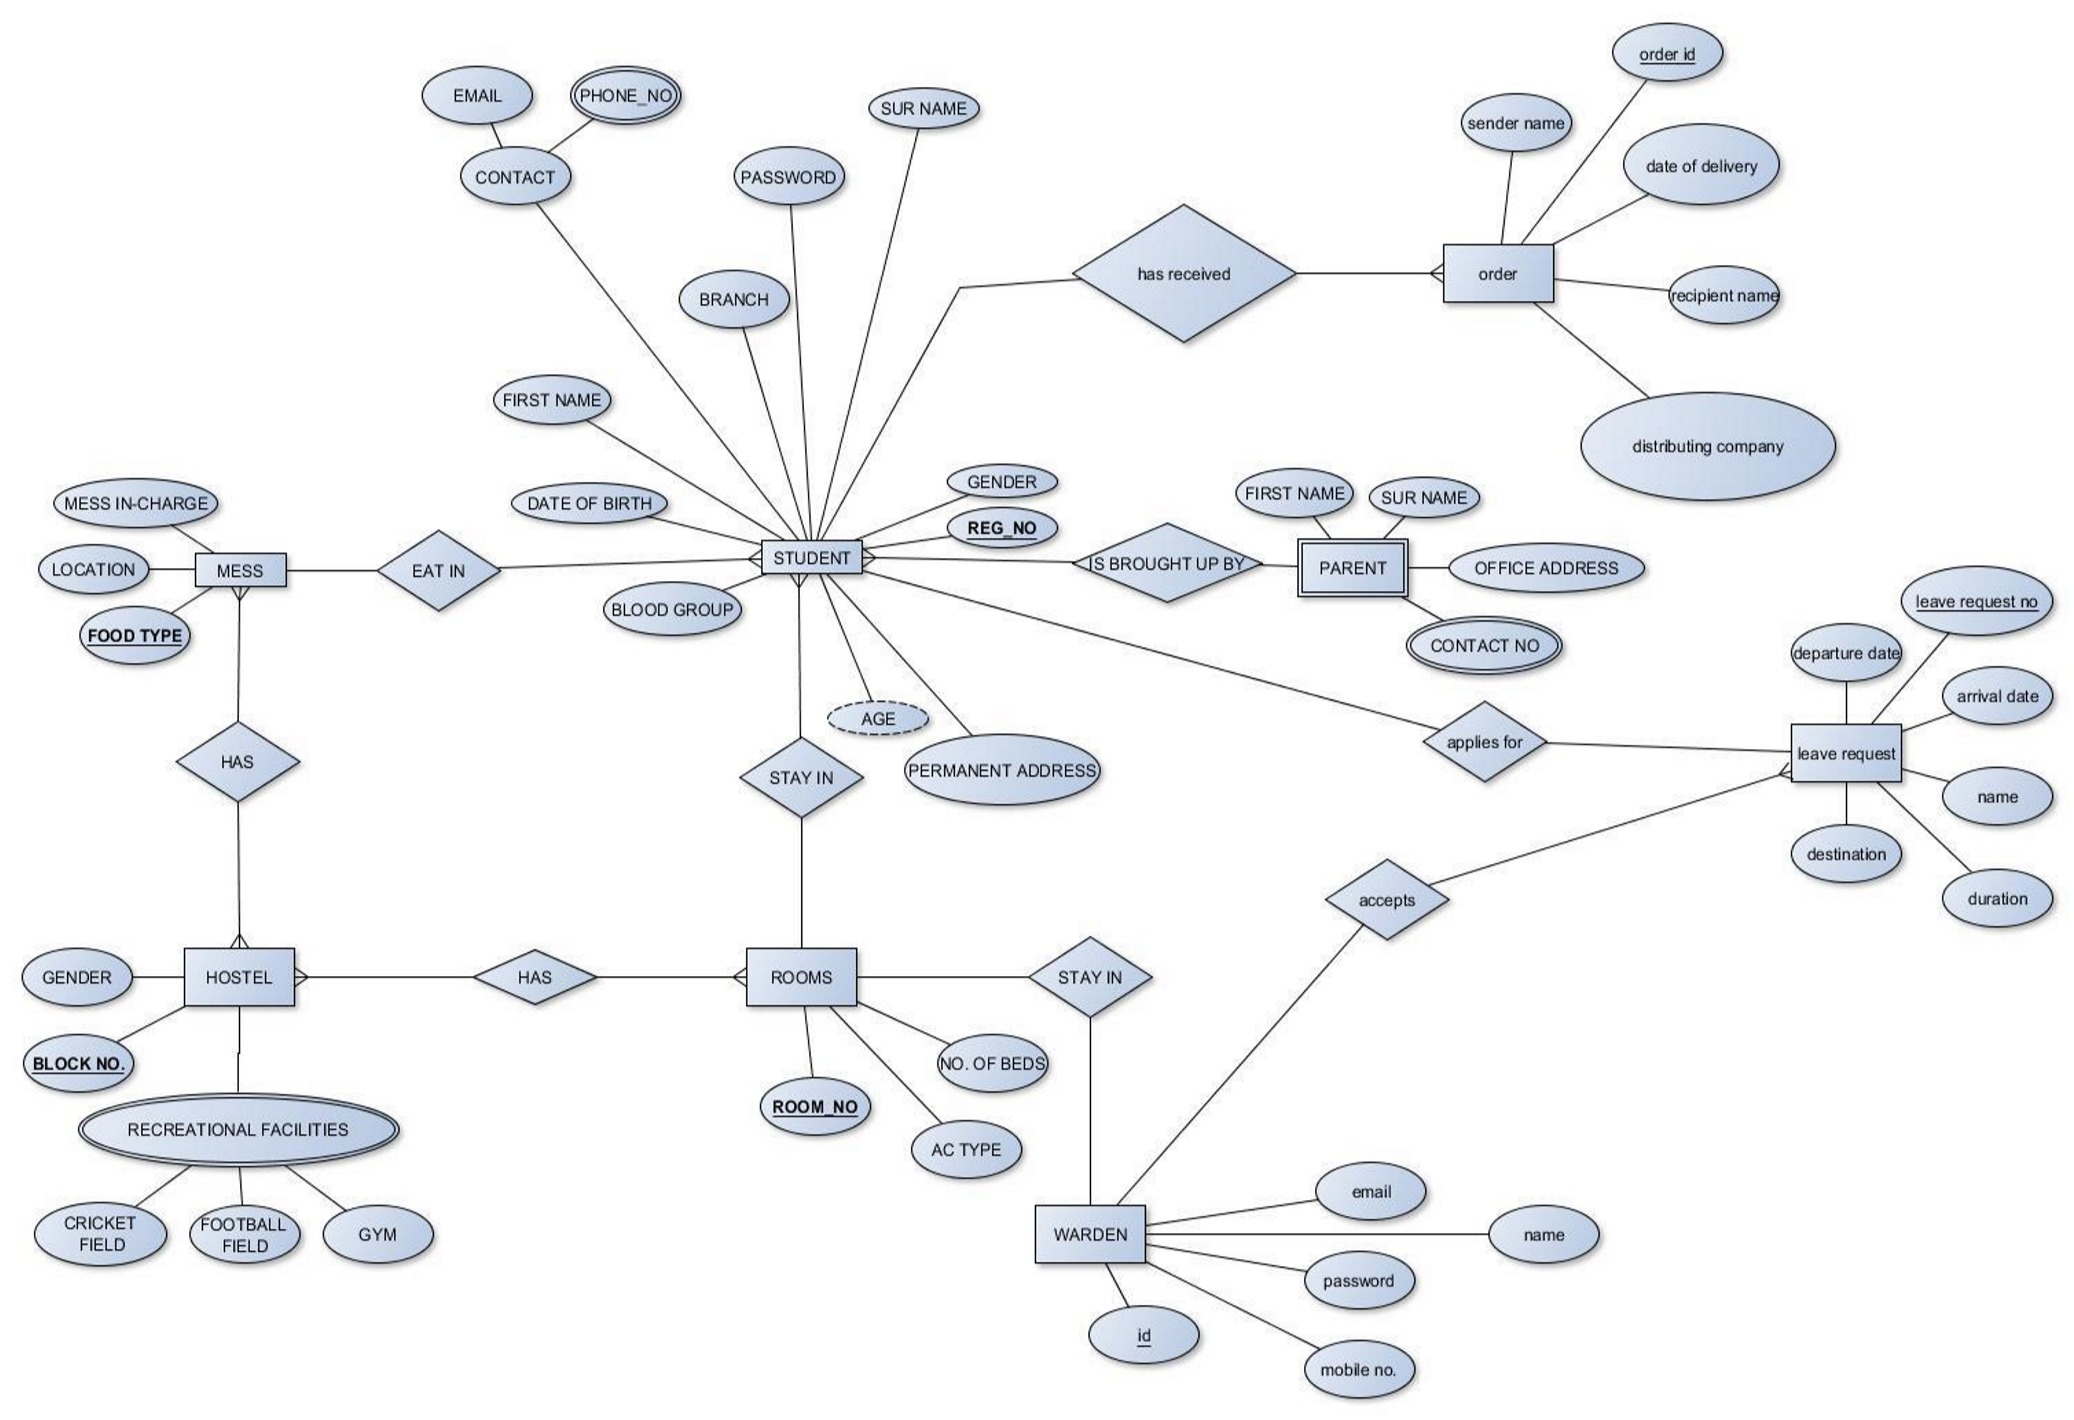 order id
EMAIL
PHONE_NO
SUR NAME
sender name
date of delivery
CONTACT
PASSWORD
has received
order
recipient name
BRANCH
FIRST NAME
distributing company
MESS IN-CHARGE
DATE OF BIRTH
GENDER
REG_NO
FIRST NAME
SUR NAME
LOCATION
MESS
EAT IN
STUDENT
IS BROUGHT UP BY
PARENT
OFFICE ADDRESS
FOOD TYPE
BLOOD GROUP
CONTACT NO
leave request no
departure date
arrival date
AGE
HAS
STAY IN
PERMANENT ADDRESS
applies for
leave request
name
destination
duration
accepts
GENDER
HOSTEL
HAS
ROOMS
STAY IN
BLOCK NO.
NO. OF BEDS
ROOM_NO
RECREATIONAL FACILITIES
AC TYPE
CRICKET
FIELD
FOOTBALL
FIELD
GYM
WARDEN
email
name
password
id
mobile no.